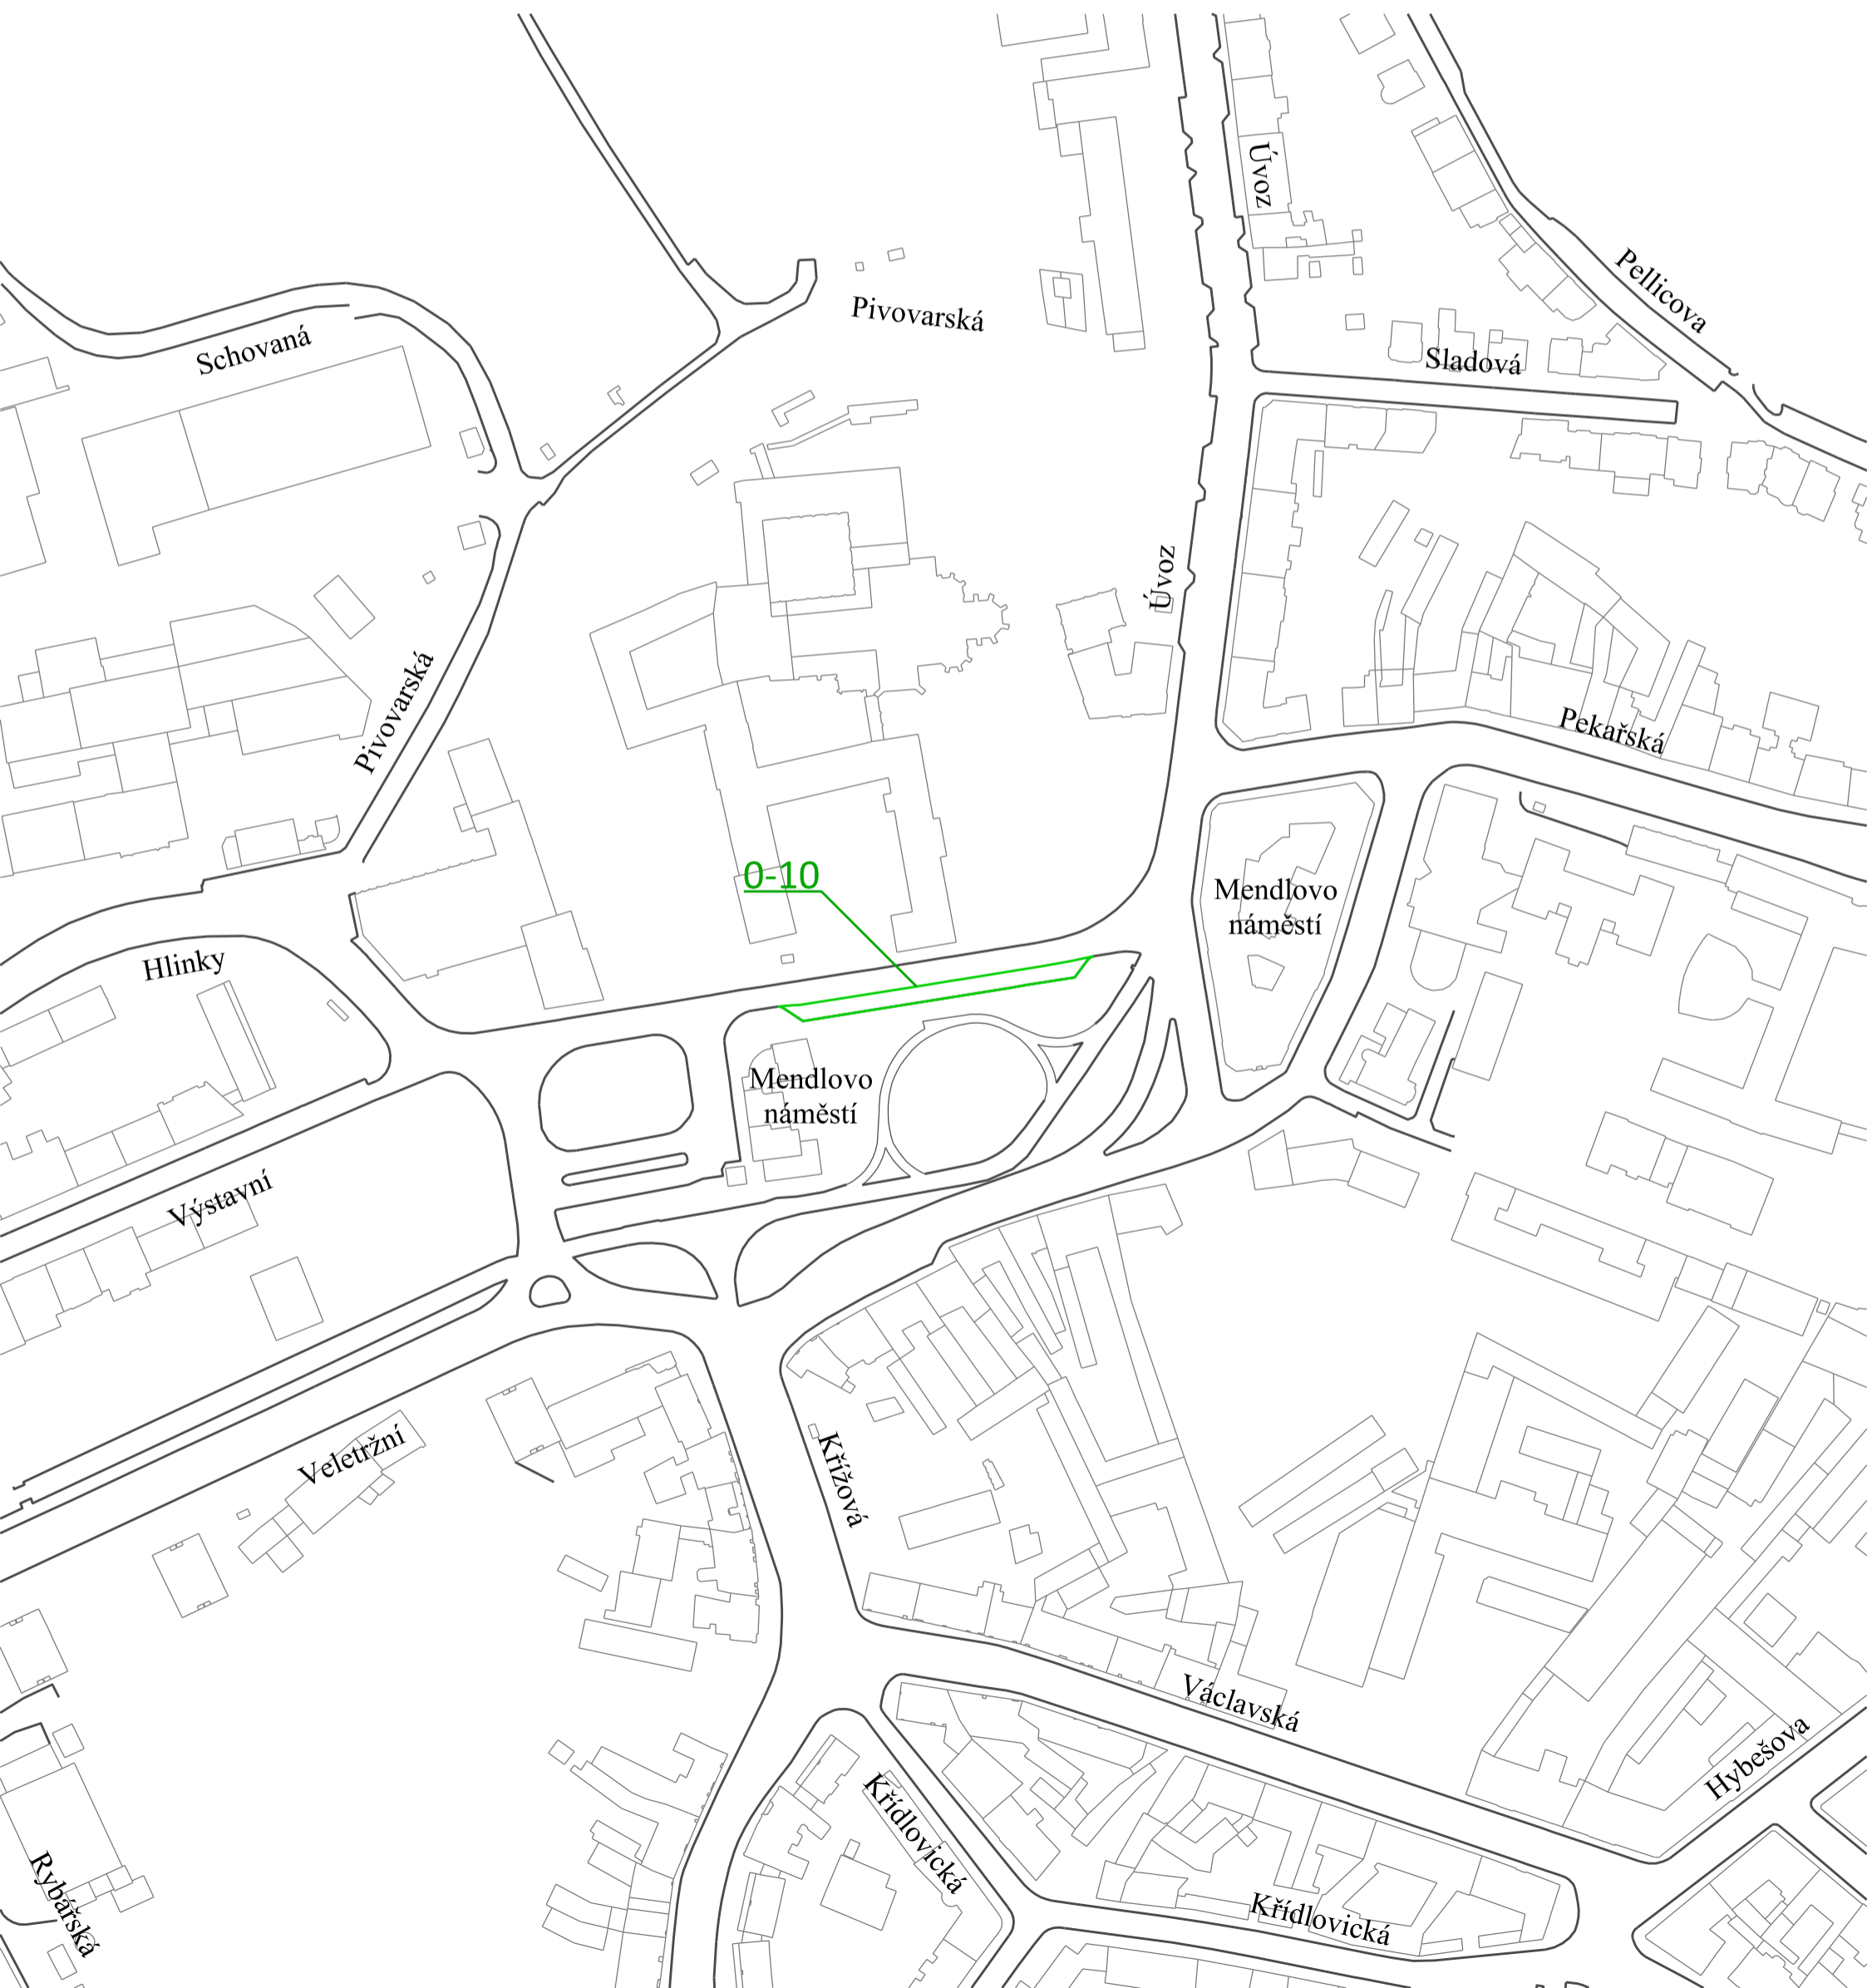 Úvoz
Pellicova
Pivovarská
Schovaná
Sladová
Úvoz
Pivovarská
Pekařská
0-10
Mendlovo
náměstí
Hlinky
Mendlovo
náměstí
Výstavní
Veletržní
Křížová
Václavská
Hybešova
Křídlovická
Rybářská
Křídlovická